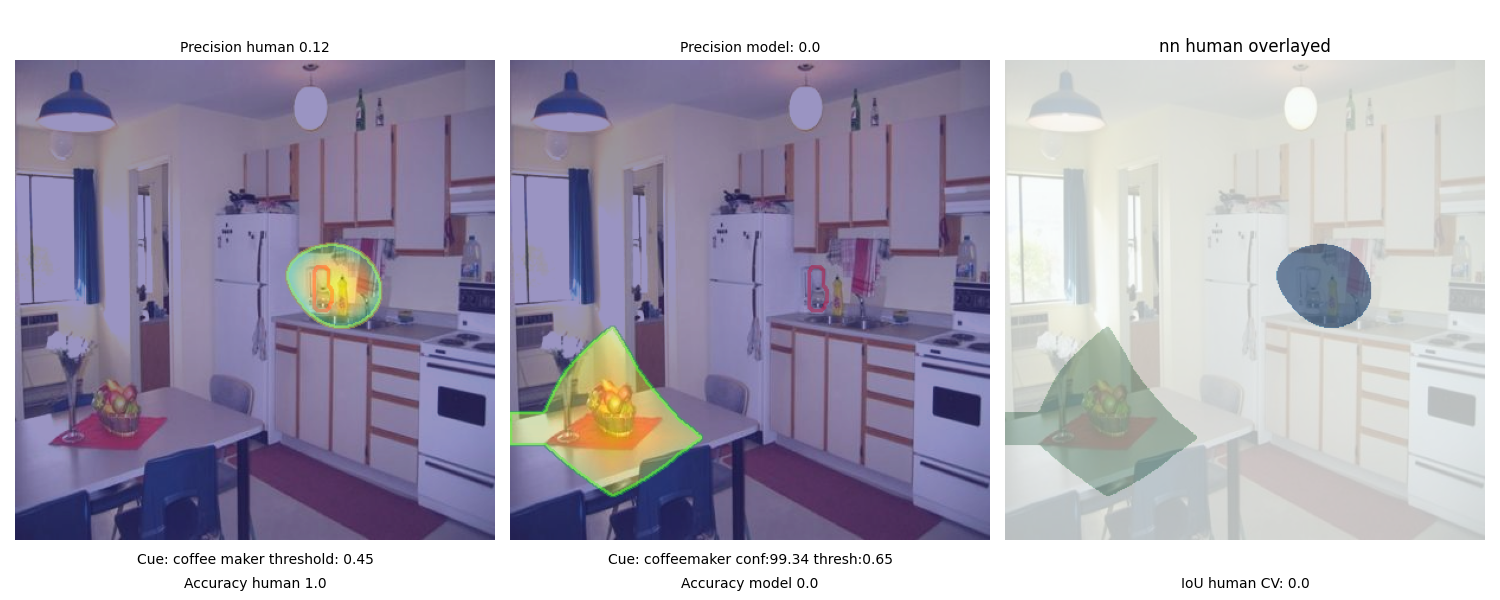 Precision human 0.12
Precision model: 0.0
nn human overlayed
Cue: coffee maker threshold: 0.45
Accuracy human 1.0
Cue: coffeemaker conf:99.34 thresh:0.65
Accuracy model 0.0
IoU human CV: 0.0